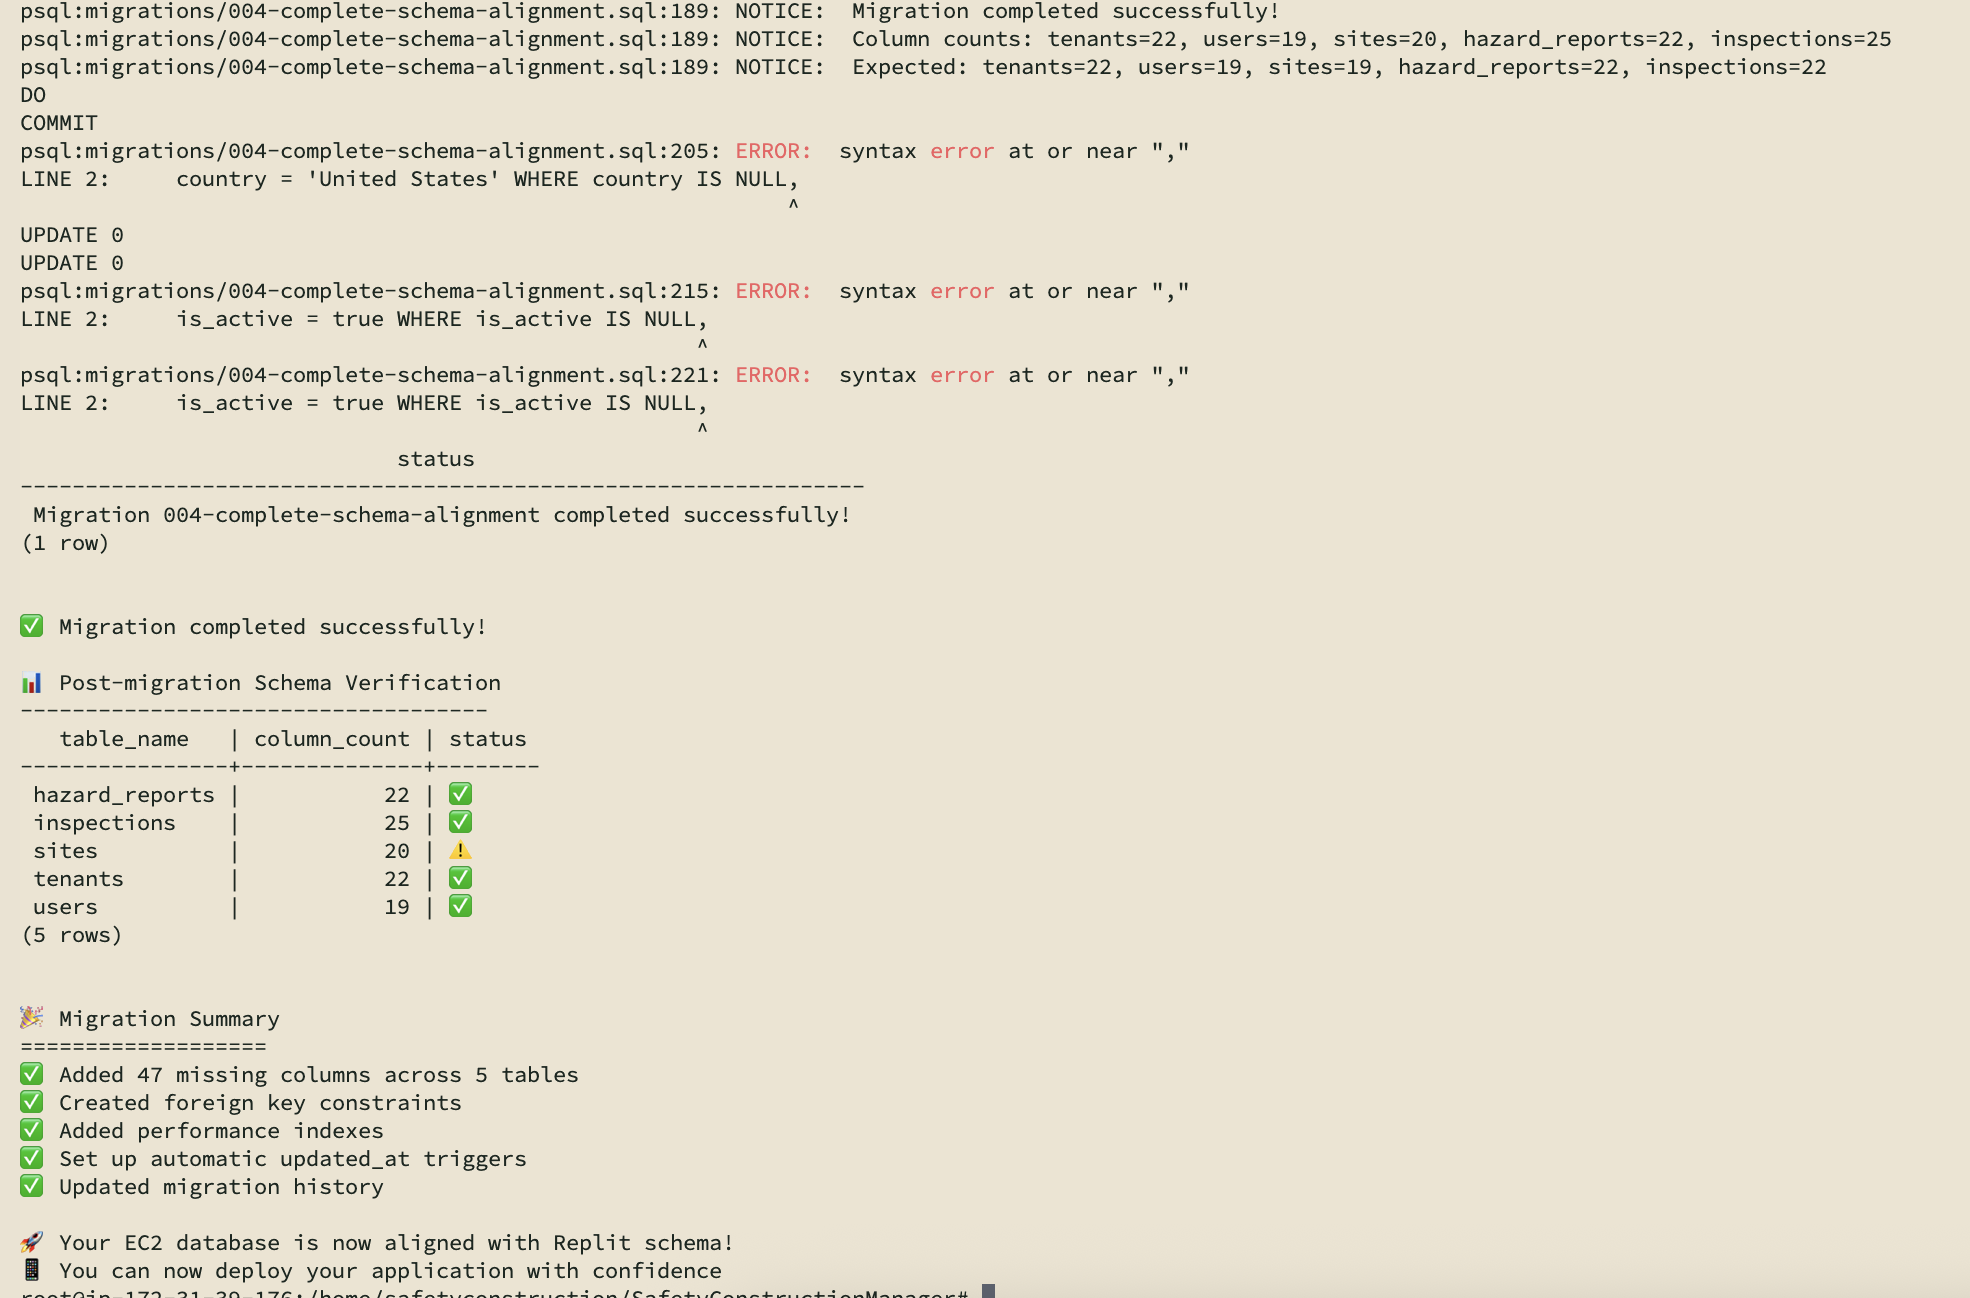 psql:migrations/004-complete-schema-alignment.sql:189: NOTICE:  Migration completed successfully!
psql:migrations/004-complete-schema-alignment.sql:189: NOTICE:  Column counts: tenants=22, users=19, sites=20, hazard_reports=22, inspections=25
psql:migrations/004-complete-schema-alignment.sql:189: NOTICE:  Expected: tenants=22, users=19, sites=19, hazard_reports=22, inspections=22
DO
COMMIT
psql:migrations/004-complete-schema-alignment.sql:205: ERROR:  syntax error at or near ","
LINE 2:     country = 'United States' WHERE country IS NULL,
^
UPDATE 0
UPDATE 0
psql:migrations/004-complete-schema-alignment.sql:215: ERROR:  syntax error at or near ","
LINE 2:     is_active = true WHERE is_active IS NULL,
^
psql:migrations/004-complete-schema-alignment.sql:221: ERROR:  syntax error at or near ","
LINE 2:     is_active = true WHERE is_active IS NULL,
^
status
-----------------------------------------------------------------
Migration 004-complete-schema-alignment completed successfully!
(1 row)
✅ Migration completed successfully!
📊 Post-migration Schema Verification
------------------------------------
table_name   | column_count | status
----------------+--------------+--------
hazard_reports |           22 | ✅
inspections    |           25 | ✅
sites          |           20 | ⚠️
tenants        |           22 | ✅
users          |           19 | ✅
(5 rows)
🎉 Migration Summary
===================
✅ Added 47 missing columns across 5 tables
✅ Created foreign key constraints
✅ Added performance indexes
✅ Set up automatic updated_at triggers
✅ Updated migration history
🚀 Your EC2 database is now aligned with Replit schema!
📱 You can now deploy your application with confidence
root@ip-172-31-39-176:/home/safetyconstruction/SafetyConstructionManager#